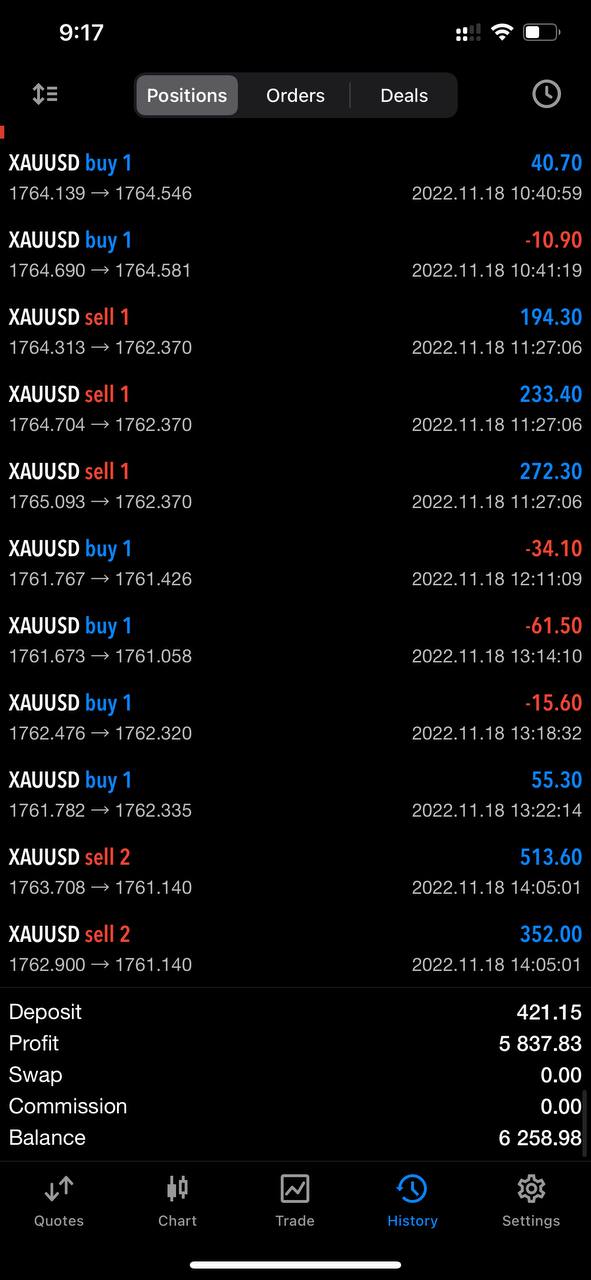 9:17
Positions Orders Deals
XAUUSD buy 1 40.70
1764.139 → 1764.546 2022.11.18 10:40:59
XAUUSD buy 1 -10.90
1764.690 → 1764.581 2022.11.18 10:41:19
XAUUSD sell 1 194.30
1764.313 → 1762.370 2022.11.18 11:27:06
XAUUSD sell 1 233.40
1764.704 → 1762.370 2022.11.18 11:27:06
XAUUSD sell 1 272.30
1765.093 → 1762.370 2022.11.18 11:27:06
XAUUSD buy 1 -34.10
1761.767 → 1761.426 2022.11.18 12:11:09
XAUUSD buy 1 -61.50
1761.673 → 1761.058 2022.11.18 13:14:10
XAUUSD buy 1 -15.60
1762.476 → 1762.320 2022.11.18 13:18:32
XAUUSD buy 1 55.30
1761.782 → 1762.335 2022.11.18 13:22:14
XAUUSD sell 2 513.60
1763.708 → 1761.140 2022.11.18 14:05:01
XAUUSD sell 2 352.00
1762.900 → 1761.140 2022.11.18 14:05:01
Deposit 421.15
Profit 5 837.83
Swap 0.00
Commission 0.00
Balance 6 258.98
Quotes Chart Trade History Settings